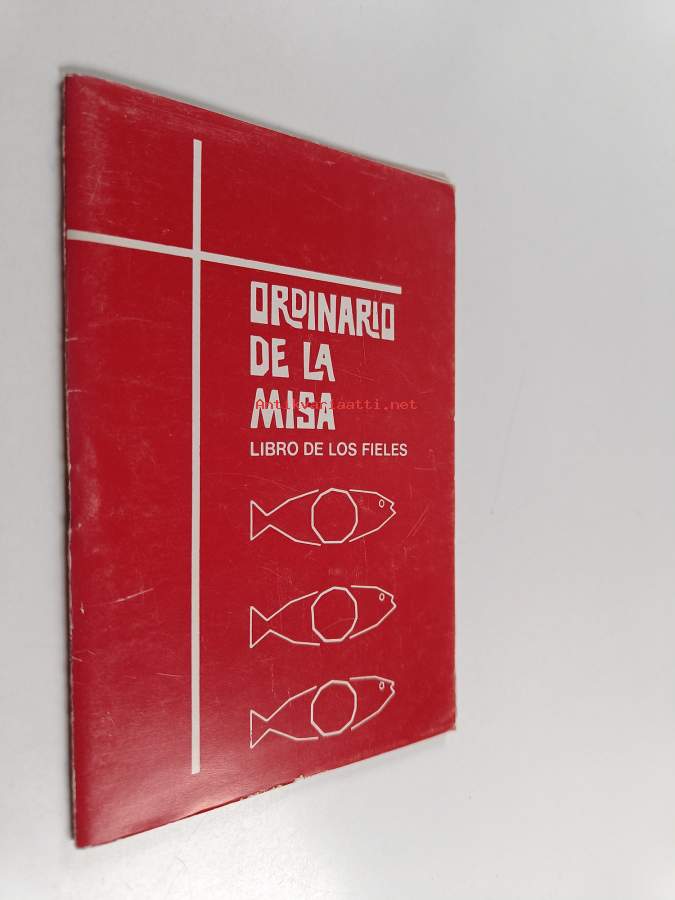 ORDINARIO
DE LA
MISA
Antikvariaatti.net
LIBRO DE LOS FIELES